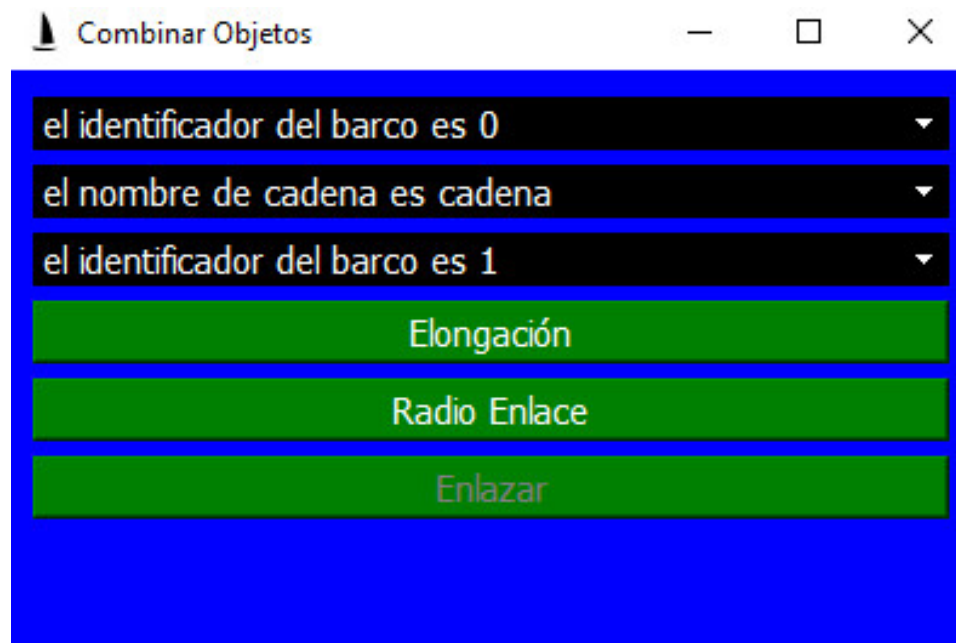 Combinar Objetos
el identificador del barco es 0
el nombre de cadena es cadena
el identificador del barco es 1
Elongación
Radio Enlace
Enlazar